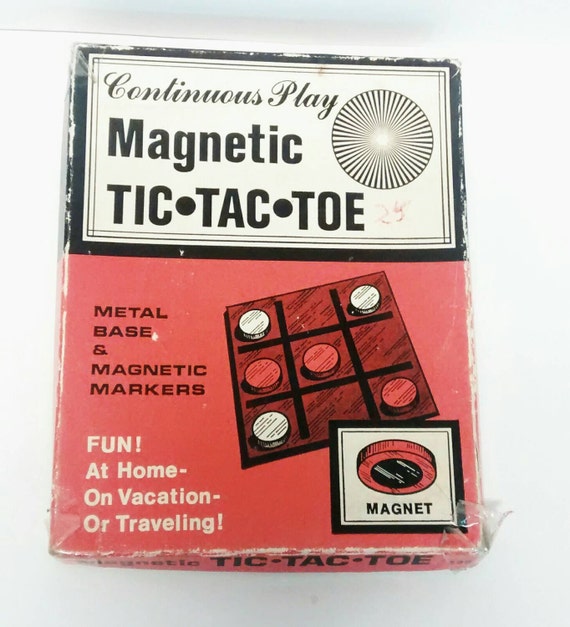 Continuous Play
Magnetic
TIC•TAC•TOE
25
METAL
BASE
&
MAGNETIC
MARKERS
FUN!
At Home-
On Vacation-
Or Traveling!
MAGNET
Magnetic TIC•TAC•TOE